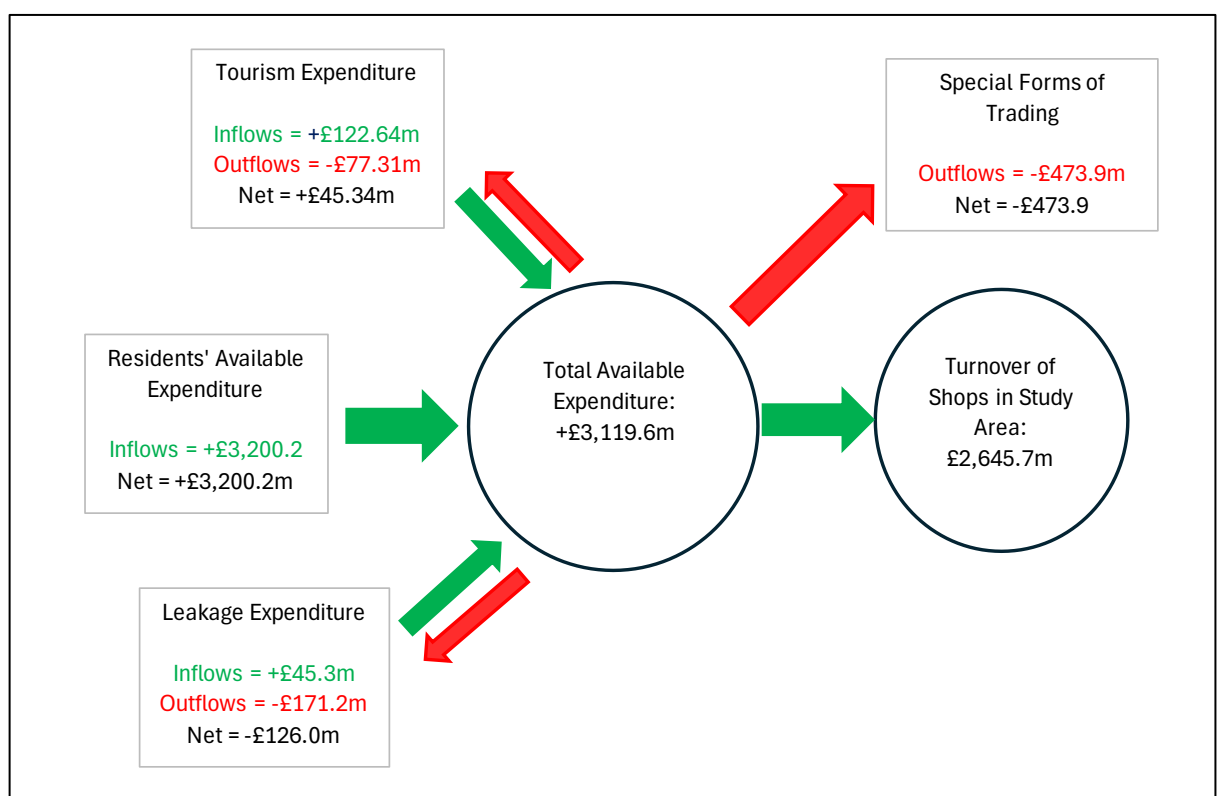 Tourism Expenditure
Inflows = +£122.64m
Outflows = -£77.31m
Net = +£45.34m
Special Forms of
Trading
Outflows = -£473.9m
Net = -£473.9
Residents' Available
Expenditure
Inflows = +£3,200.2
Net = +£3,200.2m
Total Available
Expenditure:
+£3,119.6m
Turnover of
Shops in Study
Area:
£2,645.7m
Leakage Expenditure
Inflows = +£45.3m
Outflows = -£171.2m
Net = -£126.0m